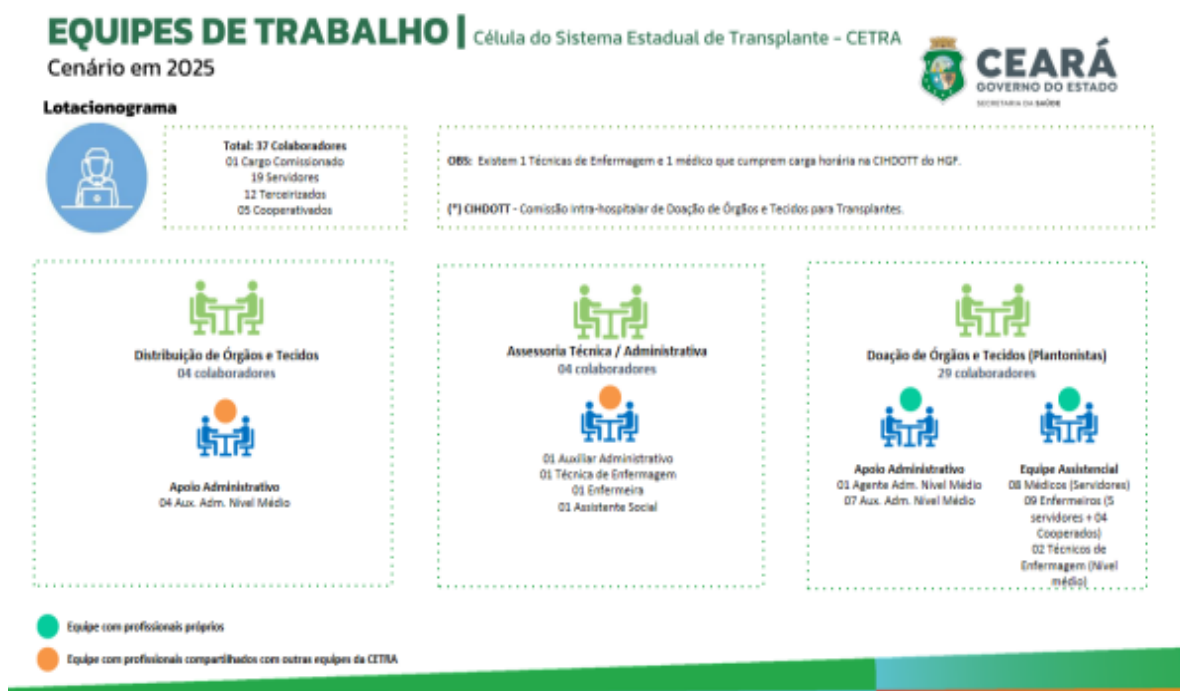 EQUIPES DE TRABALHO | Célula do Sistema Estadual de Transplante - CETRA
Cenário em 2025
CEARÁ
GOVERNO DO ESTADO
SECRETARIA DA SAÚDE
Lotacionograma
Total: 37 Colaboradores
01 Cargo Comissionado
19 Servidores
12 Terceirizados
05 Cooperativados
OBS: Existem 1 Técnicas de Enfermagem e 1 médico que cumprem carga horária na CIHDOTT do HGF.
(*) CIHDOTT - Comissão Intra-hospitalar de Doação de Órgãos e Tecidos para Transplantes.
Distribuição de Órgãos e Tecidos
04 colaboradores
Apoio Administrativo
04 Aux. Adm. Nivel Médio
Assessoria Técnica / Administrativa
04 colaboradores
01 Auxiliar Administrativo
01 Técnica de Enfermagem
01 Enfermeira
01 Assistente Social
Doação de Órgãos e Tecidos (Plantonistas)
29 colaboradores
Apoio Administrativo
01 Agente Adm. Nivel Médio
07 Aux. Adm. Nivel Médio
Equipe Assistencial
08 Médicos (Servidores)
09 Enfermeiros (5
servidores + 04
Cooperados)
02 Técnicos de
Enfermagem (Nivel
médio)
Equipe com profissionais próprios
Equipe com profissionais compartilhados com outras equipes da CETRA